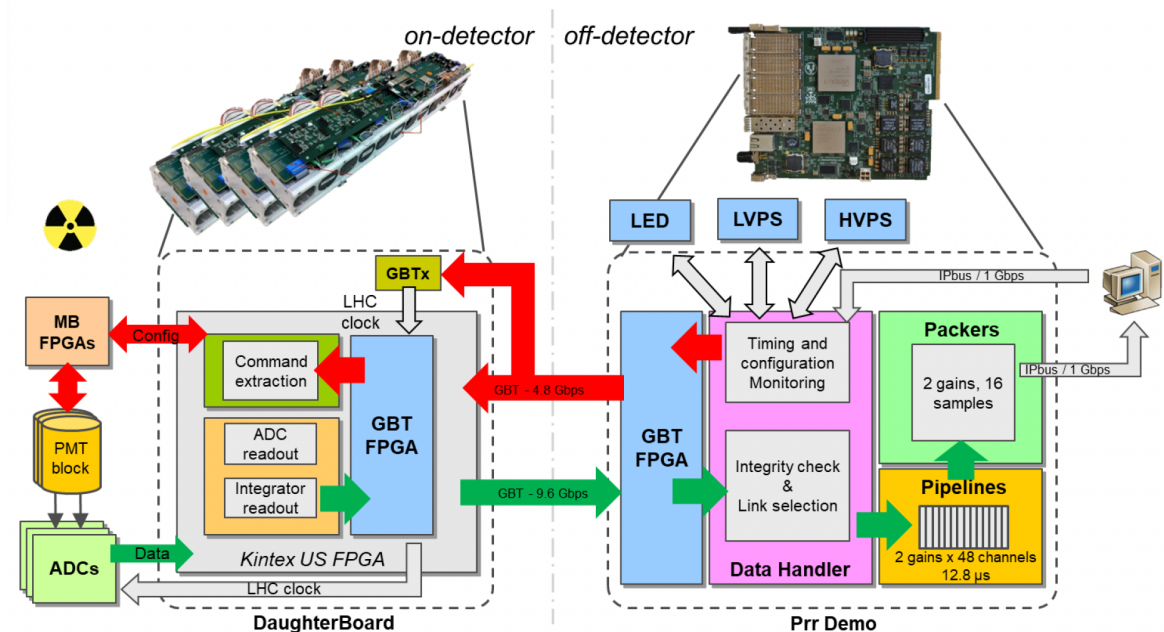 on-detector
off-detector
LED
LVPS
HVPS
GBTx
LHC
clock
IPbus / 1 Gbps
MB
FPGAs
Config
Command
extraction
GBT
FPGA
ADC
readout
Integrator
readout
Kintex US FPGA
PMT
block
ADCs
Data
LHC clock
DaughterBoard
GBT - 4.8 Gbps
GBT - 9.6 Gbps
GBT
FPGA
Timing and
configuration
Monitoring
Integrity check
&
Link selection
Data Handler
Packers
2 gains, 16
samples
IPbus / 1 Gbps
Pipelines
2 gains x 48 channels
12.8 µs
Prr Demo